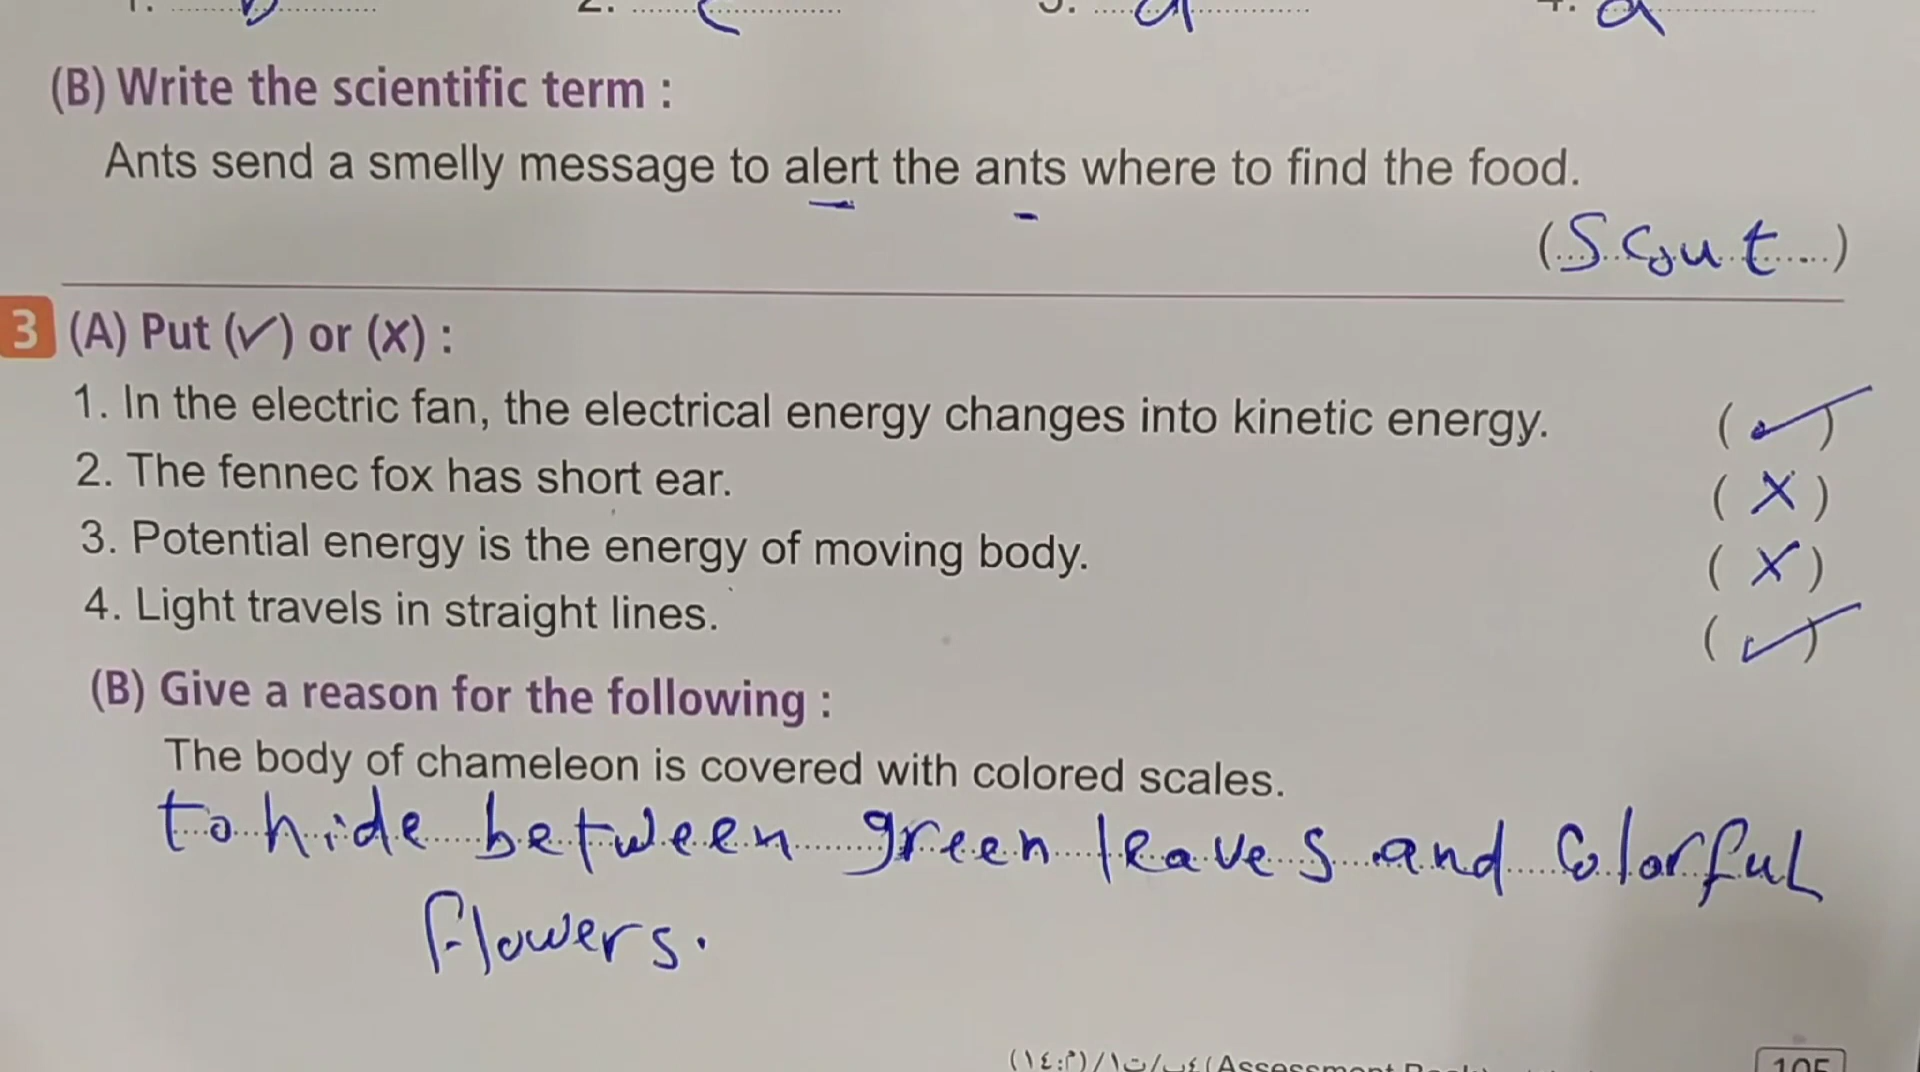 (B) Write the scientific term :
Ants send a smelly message to alert the ants where to find the food.
(Scout)
3 (A) Put (✓) or (x) :
1. In the electric fan, the electrical energy changes into kinetic energy. (✓)
2. The fennec fox has short ear. (X)
3. Potential energy is the energy of moving body. (X)
4. Light travels in straight lines. (✓)
(B) Give a reason for the following :
The body of chameleon is covered with colored scales.
to hide between green leaves and colorful
flowers.
105